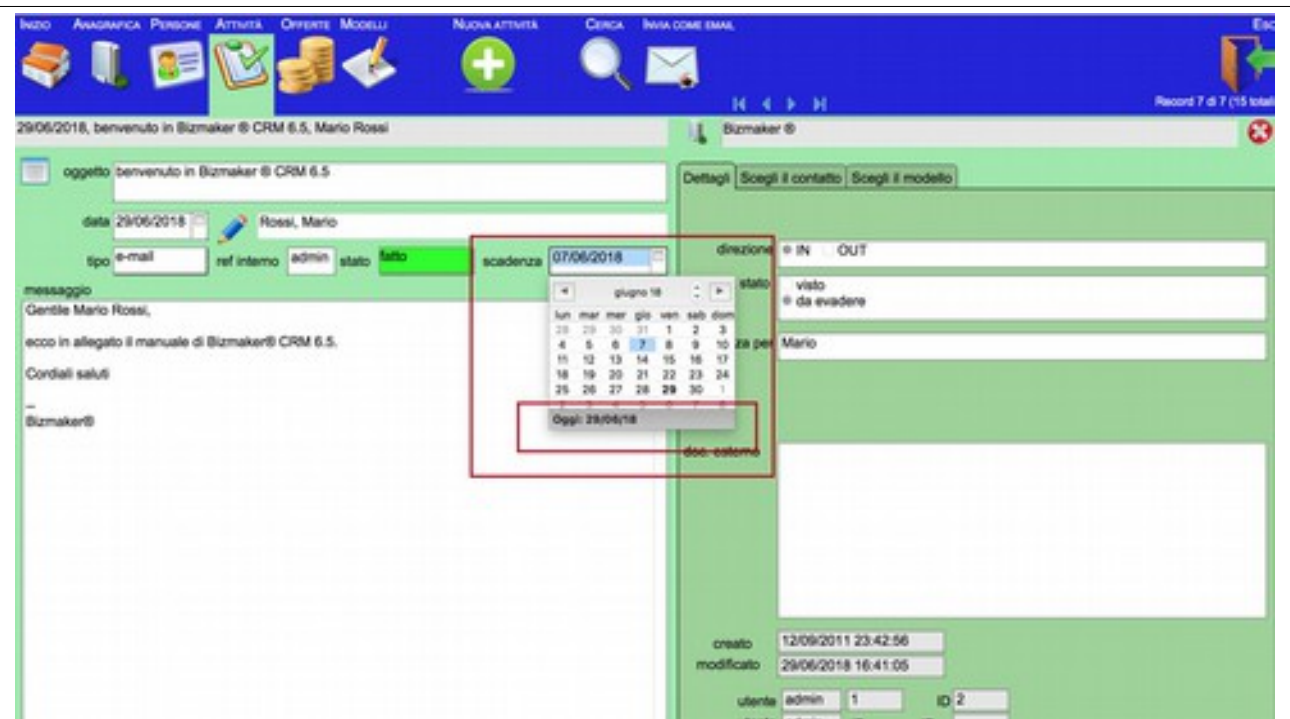 INIZIO ANAGRAFICA PERSONE ATTIVITÀ OFFERTE MODELLI NUOVA ATTIVITÀ CERCA INVIA COME EMAIL
Record 7 di 7 (15 totali
29/06/2018, benvenuto in Bizmaker ® CRM 6.5, Mario Rossi
Bizmaker ®
oggetto benvenuto in Bizmaker ® CRM 6.5
Dettagli Scegli il contatto Scegli il modello
data 29/06/2018 Rossi, Mario
direzione IN OUT
tipo e-mail ref interno admin stato fatto scadenza 07/06/2018
stato visto
da evadere
messaggio
Gentile Mario Rossi,
ecco in allegato il manuale di Bizmaker® CRM 6.5.
Cordiali saluti
--
Bizmaker®
giugno 18
lun mar mer gio ven sab dom
28 29 30 31 1 2 3
4 5 6 7 8 9 10
11 12 13 14 15 16 17
18 19 20 21 22 23 24
25 26 27 28 29 30 1
Oggi: 29/06/18
za per Mario
doc. esterno
creato 12/09/2011 23:42:56
modificato 29/06/2018 16:41:05
utente admin 1 ID 2